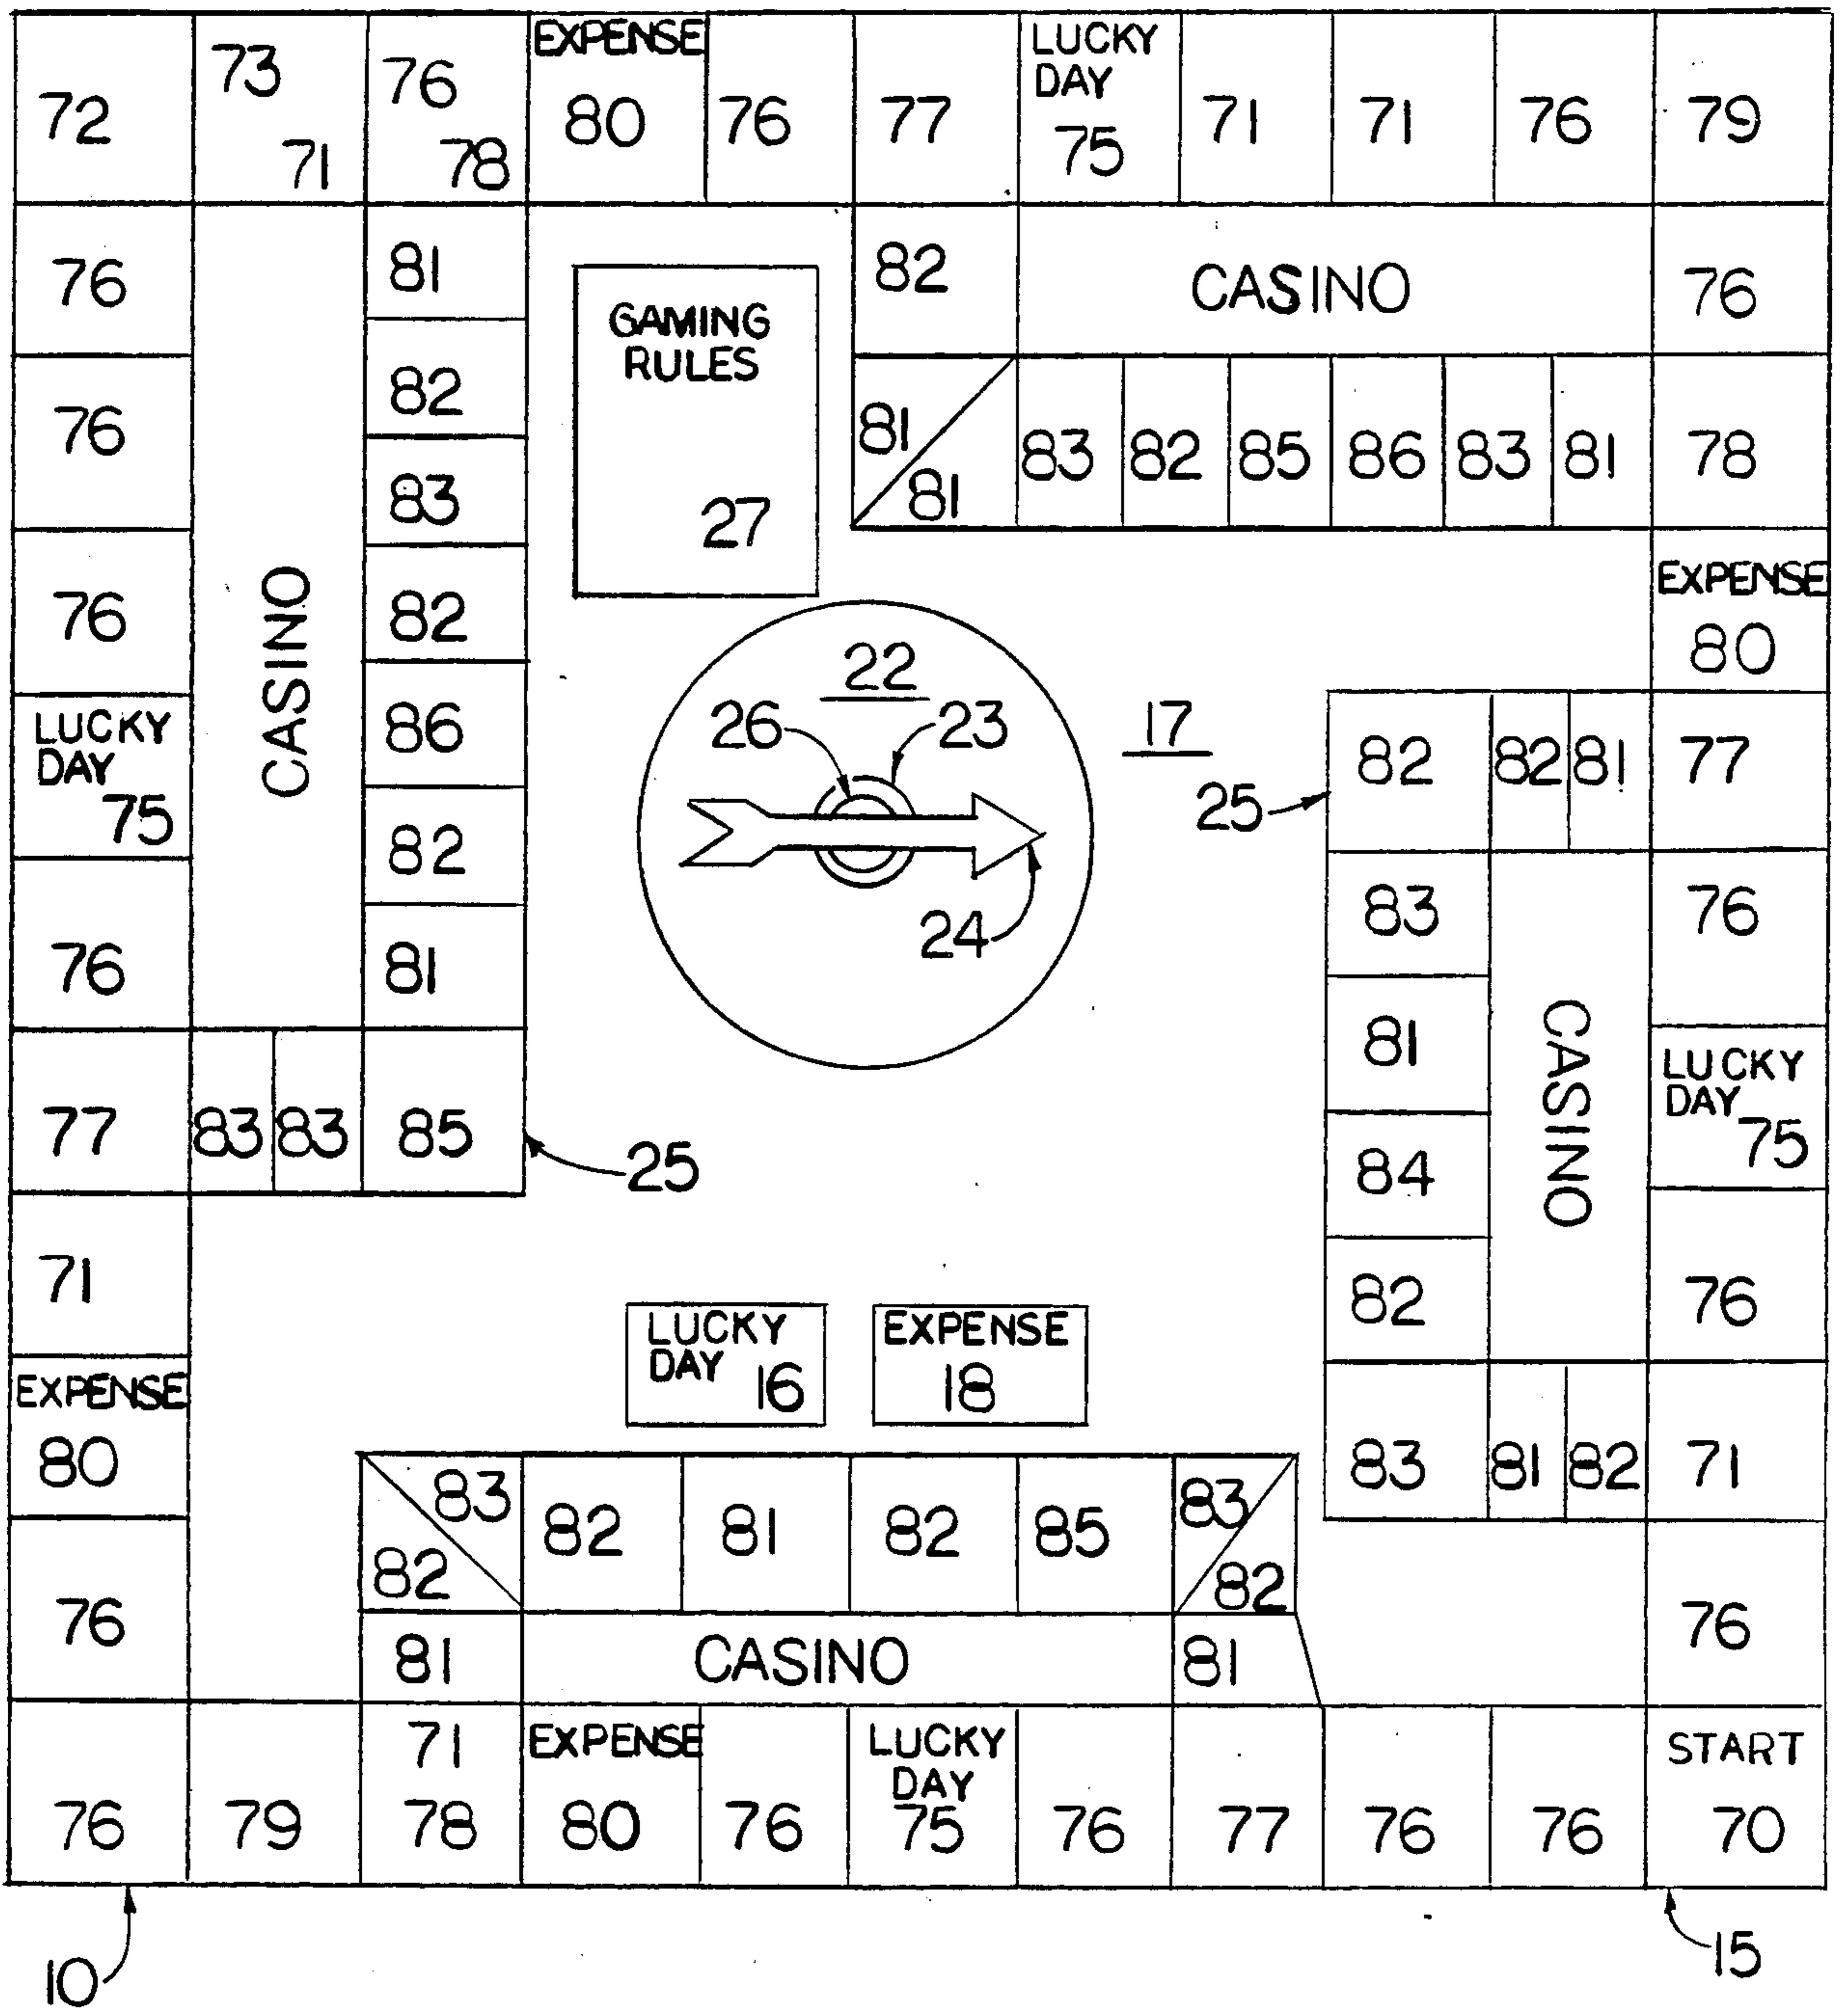 72 73 71 76 78 EXPENSE 80 76 77 LUCKY DAY 75 71 71 76 79
76 81 82 CASINO 76
GAMING
RULES
27
76 82 81 81 83 82 85 86 83 81 78
83
CASINO
76 82 EXPENSE
80
22
LUCKY
DAY
75
86 26 23 17 82 82 81 77
25
82 83 76
24
76 81 81
CASINO
LUCKY
DAY
75
77 83 83 85 25 84
71 82 76
LUCKY
DAY 16
EXPENSE
18
EXPENSE
80
83 82 82 81 82 85 83 82 83 81 82 71
76 81 CASINO 81 76
76 79 71
78
EXPENSE
80
76 LUCKY
DAY
75
76 77 76 76 START
70
10 15